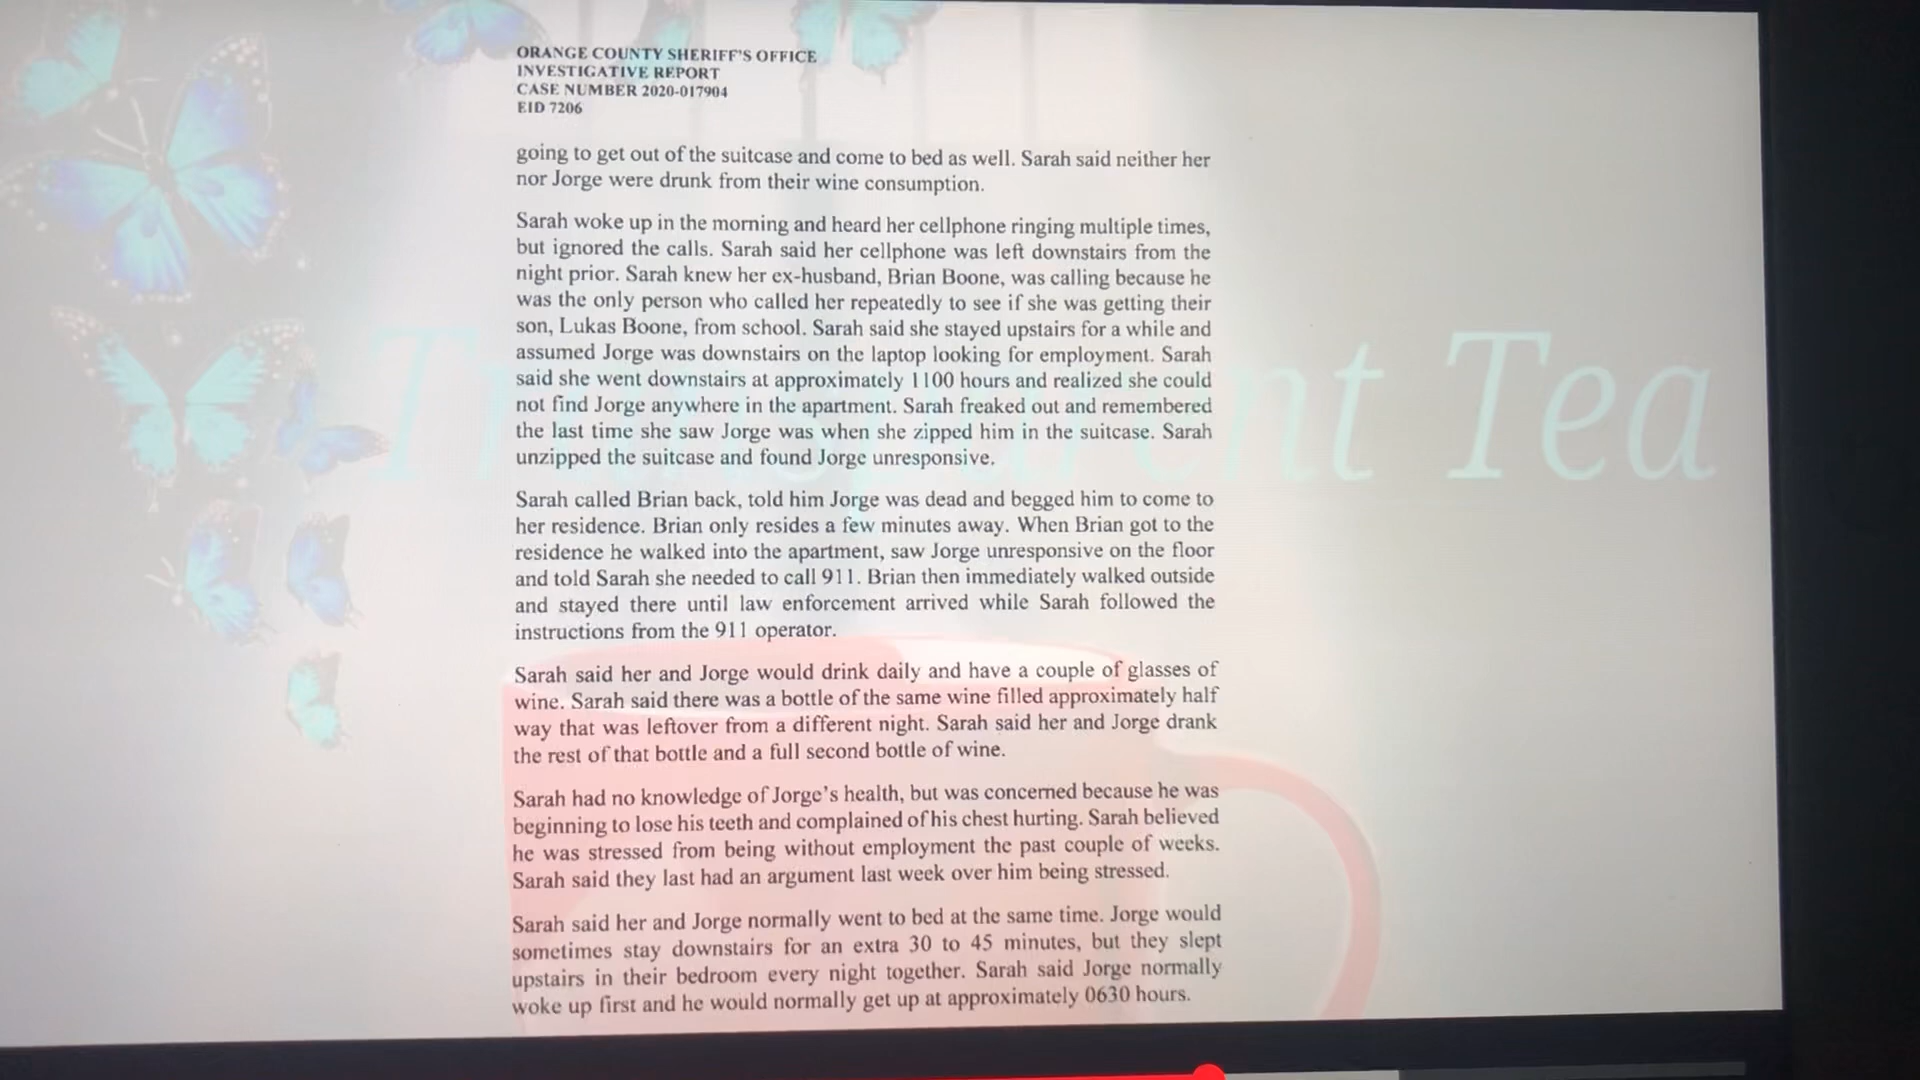 ORANGE COUNTY SHERIFF'S OFFICE
INVESTIGATIVE REPORT
CASE NUMBER 2020-017904
EID 7206
going to get out of the suitcase and come to bed as well. Sarah said neither her
nor Jorge were drunk from their wine consumption.
Sarah woke up in the morning and heard her cellphone ringing multiple times,
but ignored the calls. Sarah said her cellphone was left downstairs from the
night prior. Sarah knew her ex-husband, Brian Boone, was calling because he
was the only person who called her repeatedly to see if she was getting their
son, Lukas Boone, from school. Sarah said she stayed upstairs for a while and
assumed Jorge was downstairs on the laptop looking for employment. Sarah
said she went downstairs at approximately 1100 hours and realized she could
not find Jorge anywhere in the apartment. Sarah freaked out and remembered
the last time she saw Jorge was when she zipped him in the suitcase. Sarah
unzipped the suitcase and found Jorge unresponsive.
Sarah called Brian back, told him Jorge was dead and begged him to come to
her residence. Brian only resides a few minutes away. When Brian got to the
residence he walked into the apartment, saw Jorge unresponsive on the floor
and told Sarah she needed to call 911. Brian then immediately walked outside
and stayed there until law enforcement arrived while Sarah followed the
instructions from the 911 operator.
Sarah said her and Jorge would drink daily and have a couple of glasses of
wine. Sarah said there was a bottle of the same wine filled approximately half
way that was leftover from a different night. Sarah said her and Jorge drank
the rest of that bottle and a full second bottle of wine.
Sarah had no knowledge of Jorge's health, but was concerned because he was
beginning to lose his teeth and complained of his chest hurting. Sarah believed
he was stressed from being without employment the past couple of weeks.
Sarah said they last had an argument last week over him being stressed.
Sarah said her and Jorge normally went to bed at the same time. Jorge would
sometimes stay downstairs for an extra 30 to 45 minutes, but they slept
upstairs in their bedroom every night together. Sarah said Jorge normally
woke up first and he would normally get up at approximately 0630 hours.
Tea